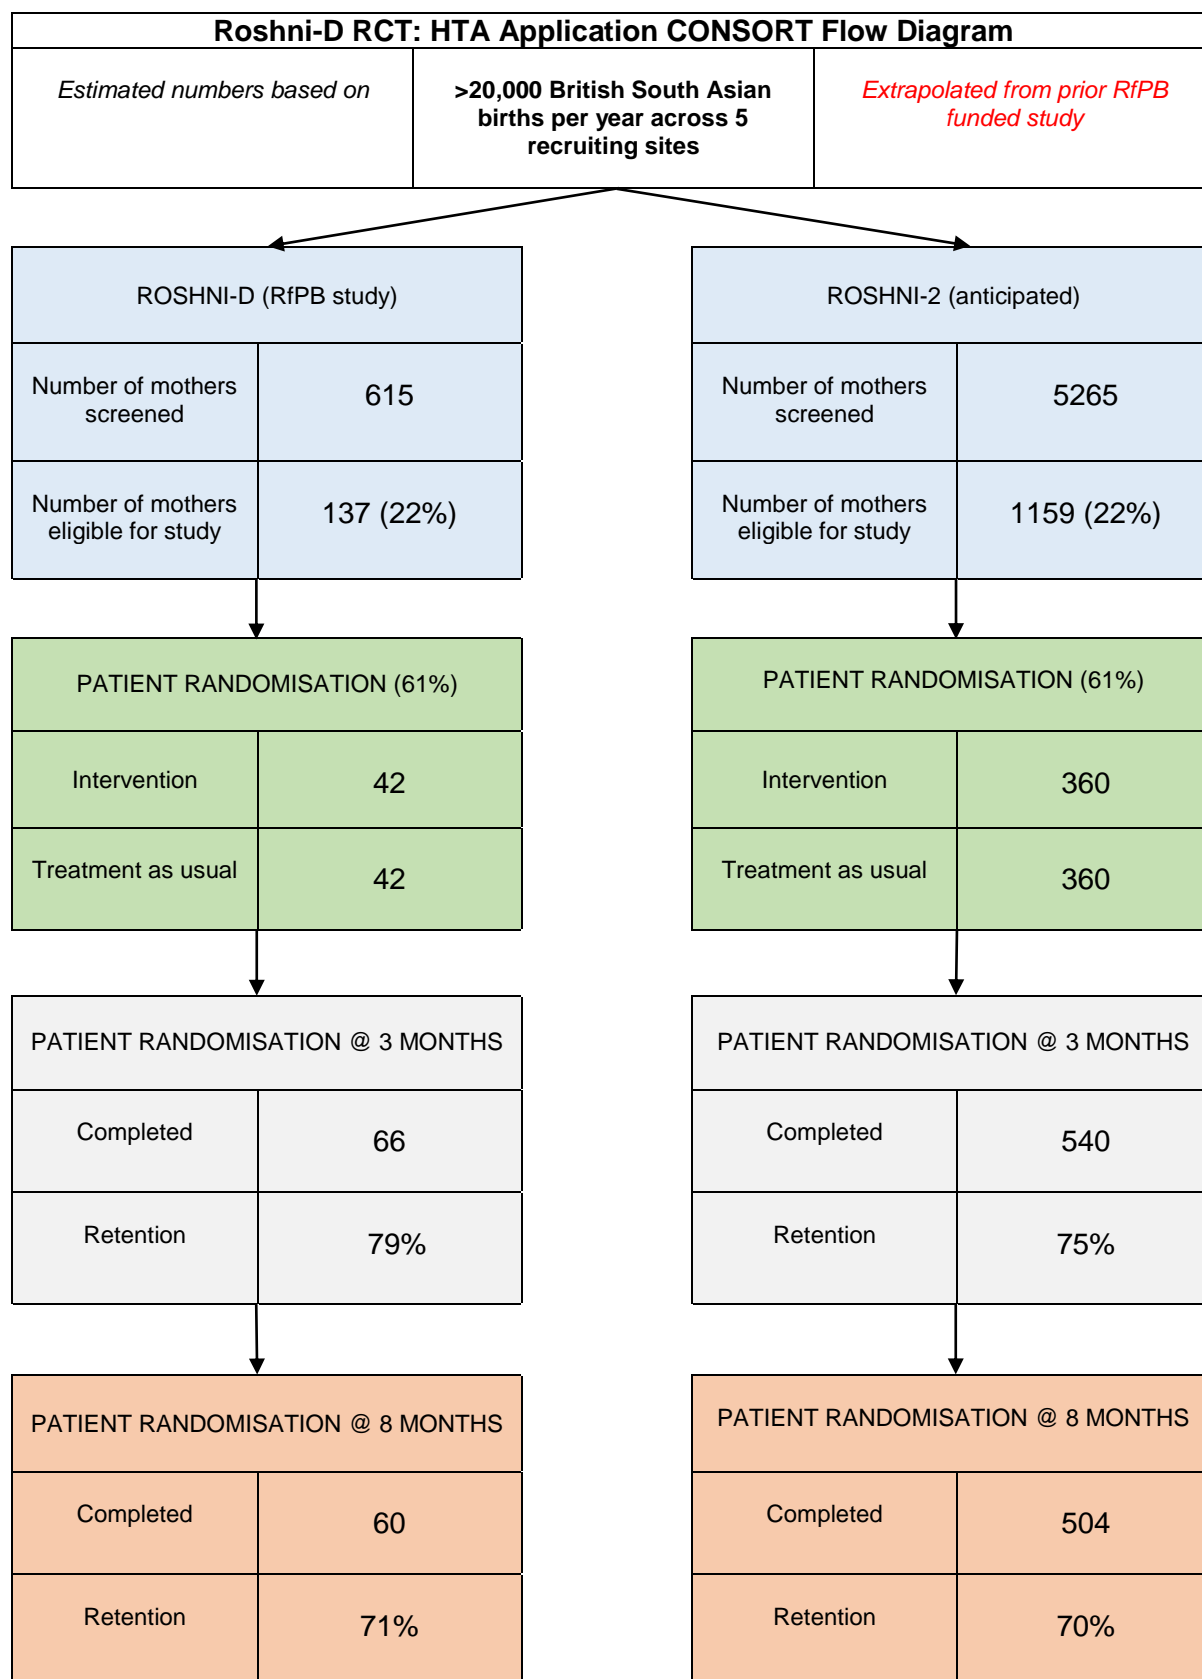 Roshni-D RCT: HTA Application CONSORT Flow Diagram
Estimated numbers based on
>20,000 British South Asian
births per year across 5
recruiting sites
Extrapolated from prior RfPB
funded study
ROSHNI-D (RfPB study)
Number of mothers
screened
615
Number of mothers
eligible for study
137 (22%)
PATIENT RANDOMISATION (61%)
Intervention
42
Treatment as usual
42
PATIENT RANDOMISATION @ 3 MONTHS
Completed
66
Retention
79%
PATIENT RANDOMISATION @ 8 MONTHS
Completed
60
Retention
71%
ROSHNI-2 (anticipated)
Number of mothers
screened
5265
Number of mothers
eligible for study
1159 (22%)
PATIENT RANDOMISATION (61%)
Intervention
360
Treatment as usual
360
PATIENT RANDOMISATION @ 3 MONTHS
Completed
540
Retention
75%
PATIENT RANDOMISATION @ 8 MONTHS
Completed
504
Retention
70%